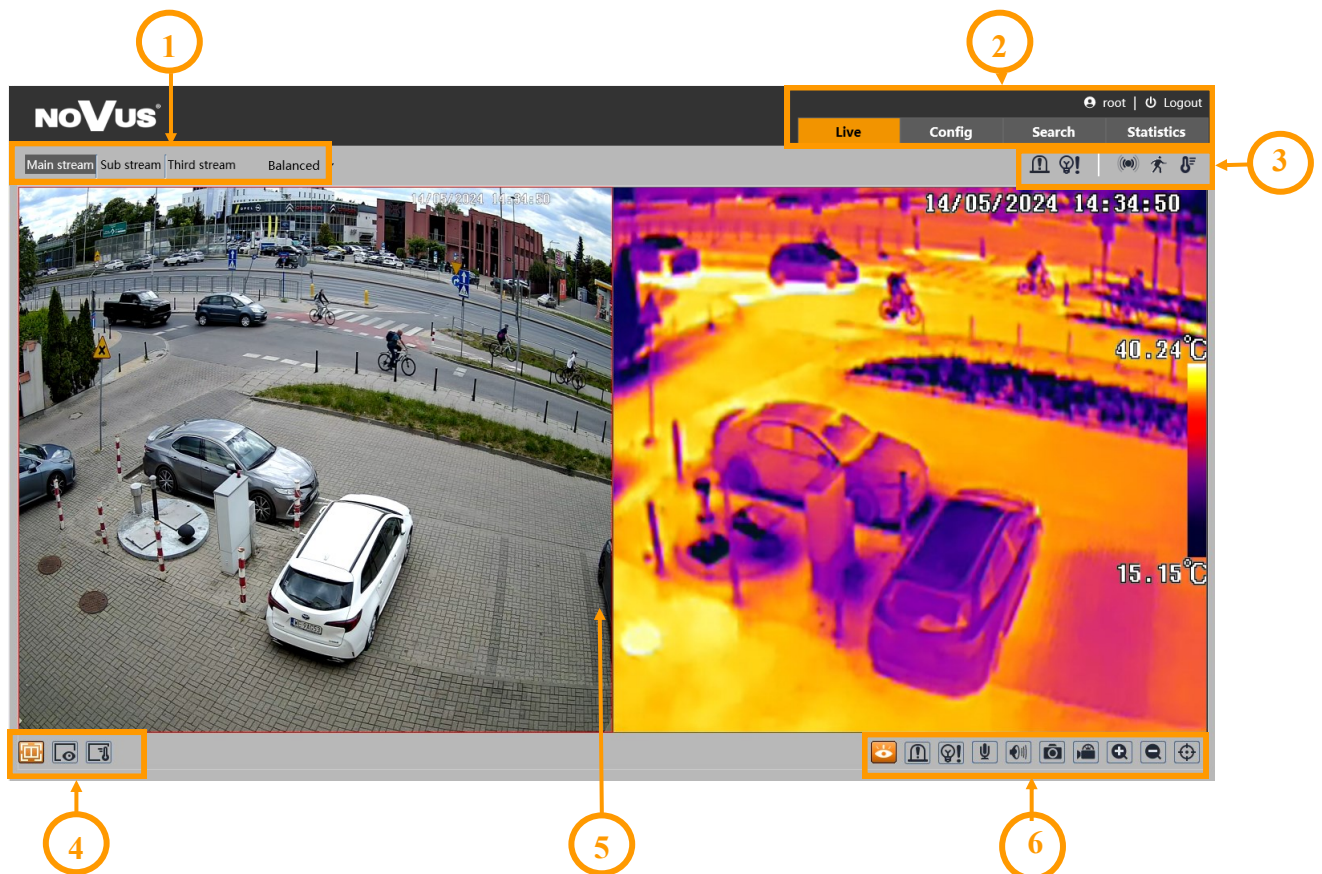 1
2
NOVUS
root | Logout
Live Config Search Statistics
Main stream Sub stream Third stream Balanced
3
14/05/2024 14:34:50
14/05/2024 14:34:50
40.24°C
15.15°C
4
5
6